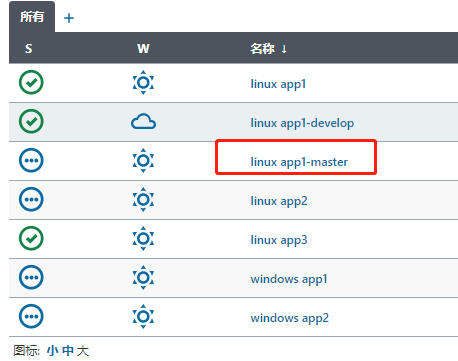 所有 +
S W 名称 ↓
linux app1
linux app1-develop
linux app1-master
linux app2
linux app3
windows app1
windows app2
图标: 小 中 大